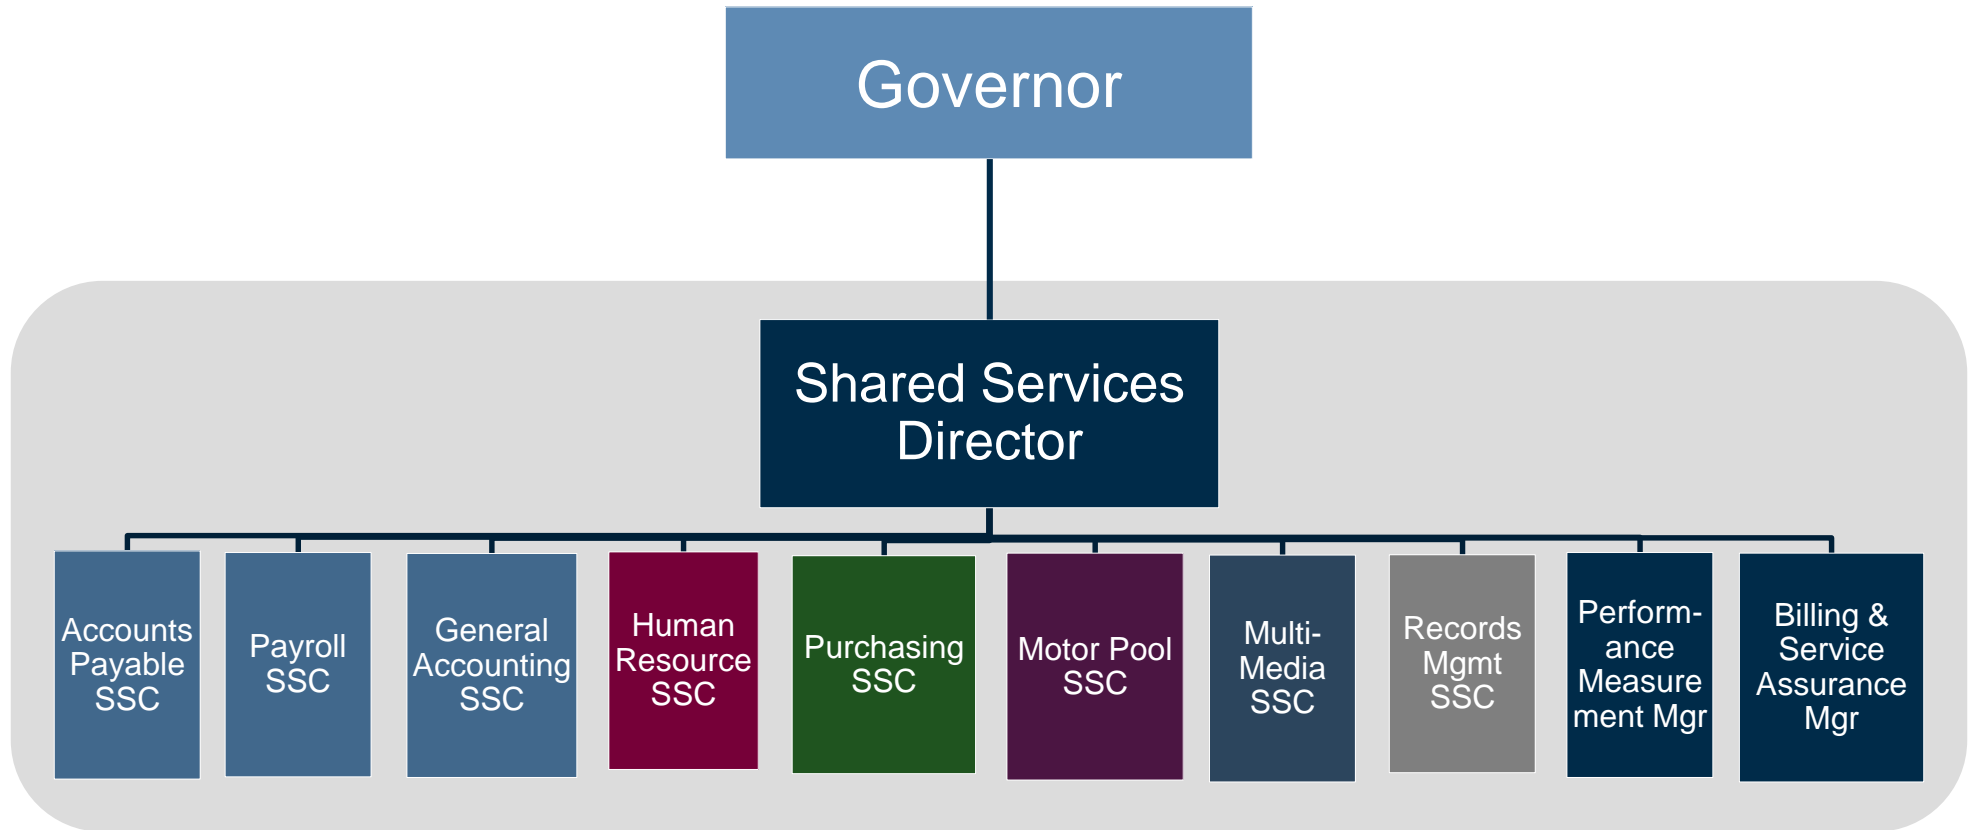 Governor
Shared Services
Director
Accounts
Payable
SSC
Payroll
SSC
General
Accounting
SSC
Human
Resource
SSC
Purchasing
SSC
Motor Pool
SSC
Multi-
Media
SSC
Records
Mgmt
SSC
Perform-
ance
Measure
ment Mgr
Billing &
Service
Assurance
Mgr